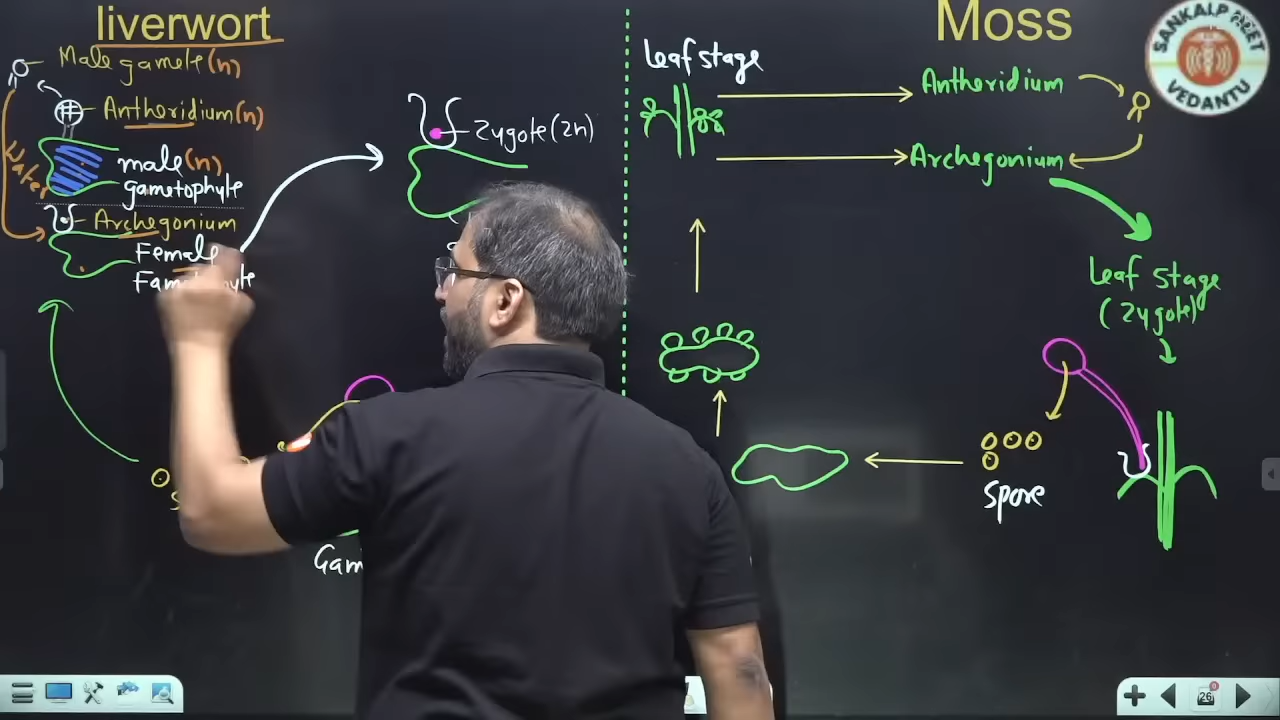 liverwort
Male gamete(n)
Antheridium(n)
male(n)
gametophyte
Water
Archegonium
Female
Zygote(2n)
Moss
leaf stage
Antheridium
Archegonium
Leaf stage
(Zygote)
Spore
SANKALP NEET
VEDANTU
26